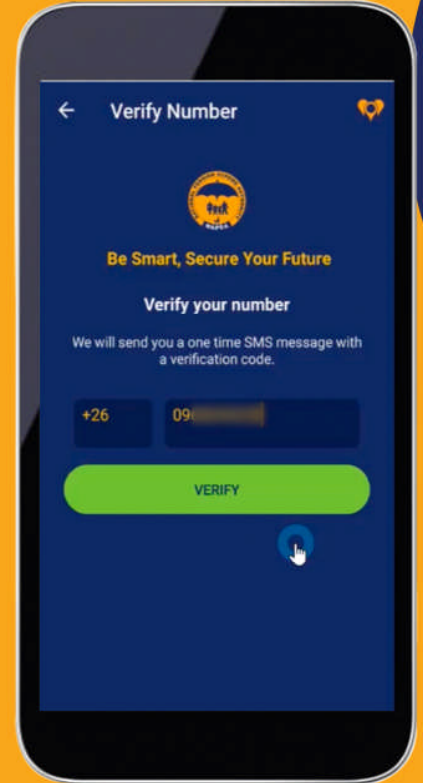 Verify Number
NAPSA
Be Smart, Secure Your Future
Verify your number
We will send you a one time SMS message with
a verification code.
+26
09
VERIFY